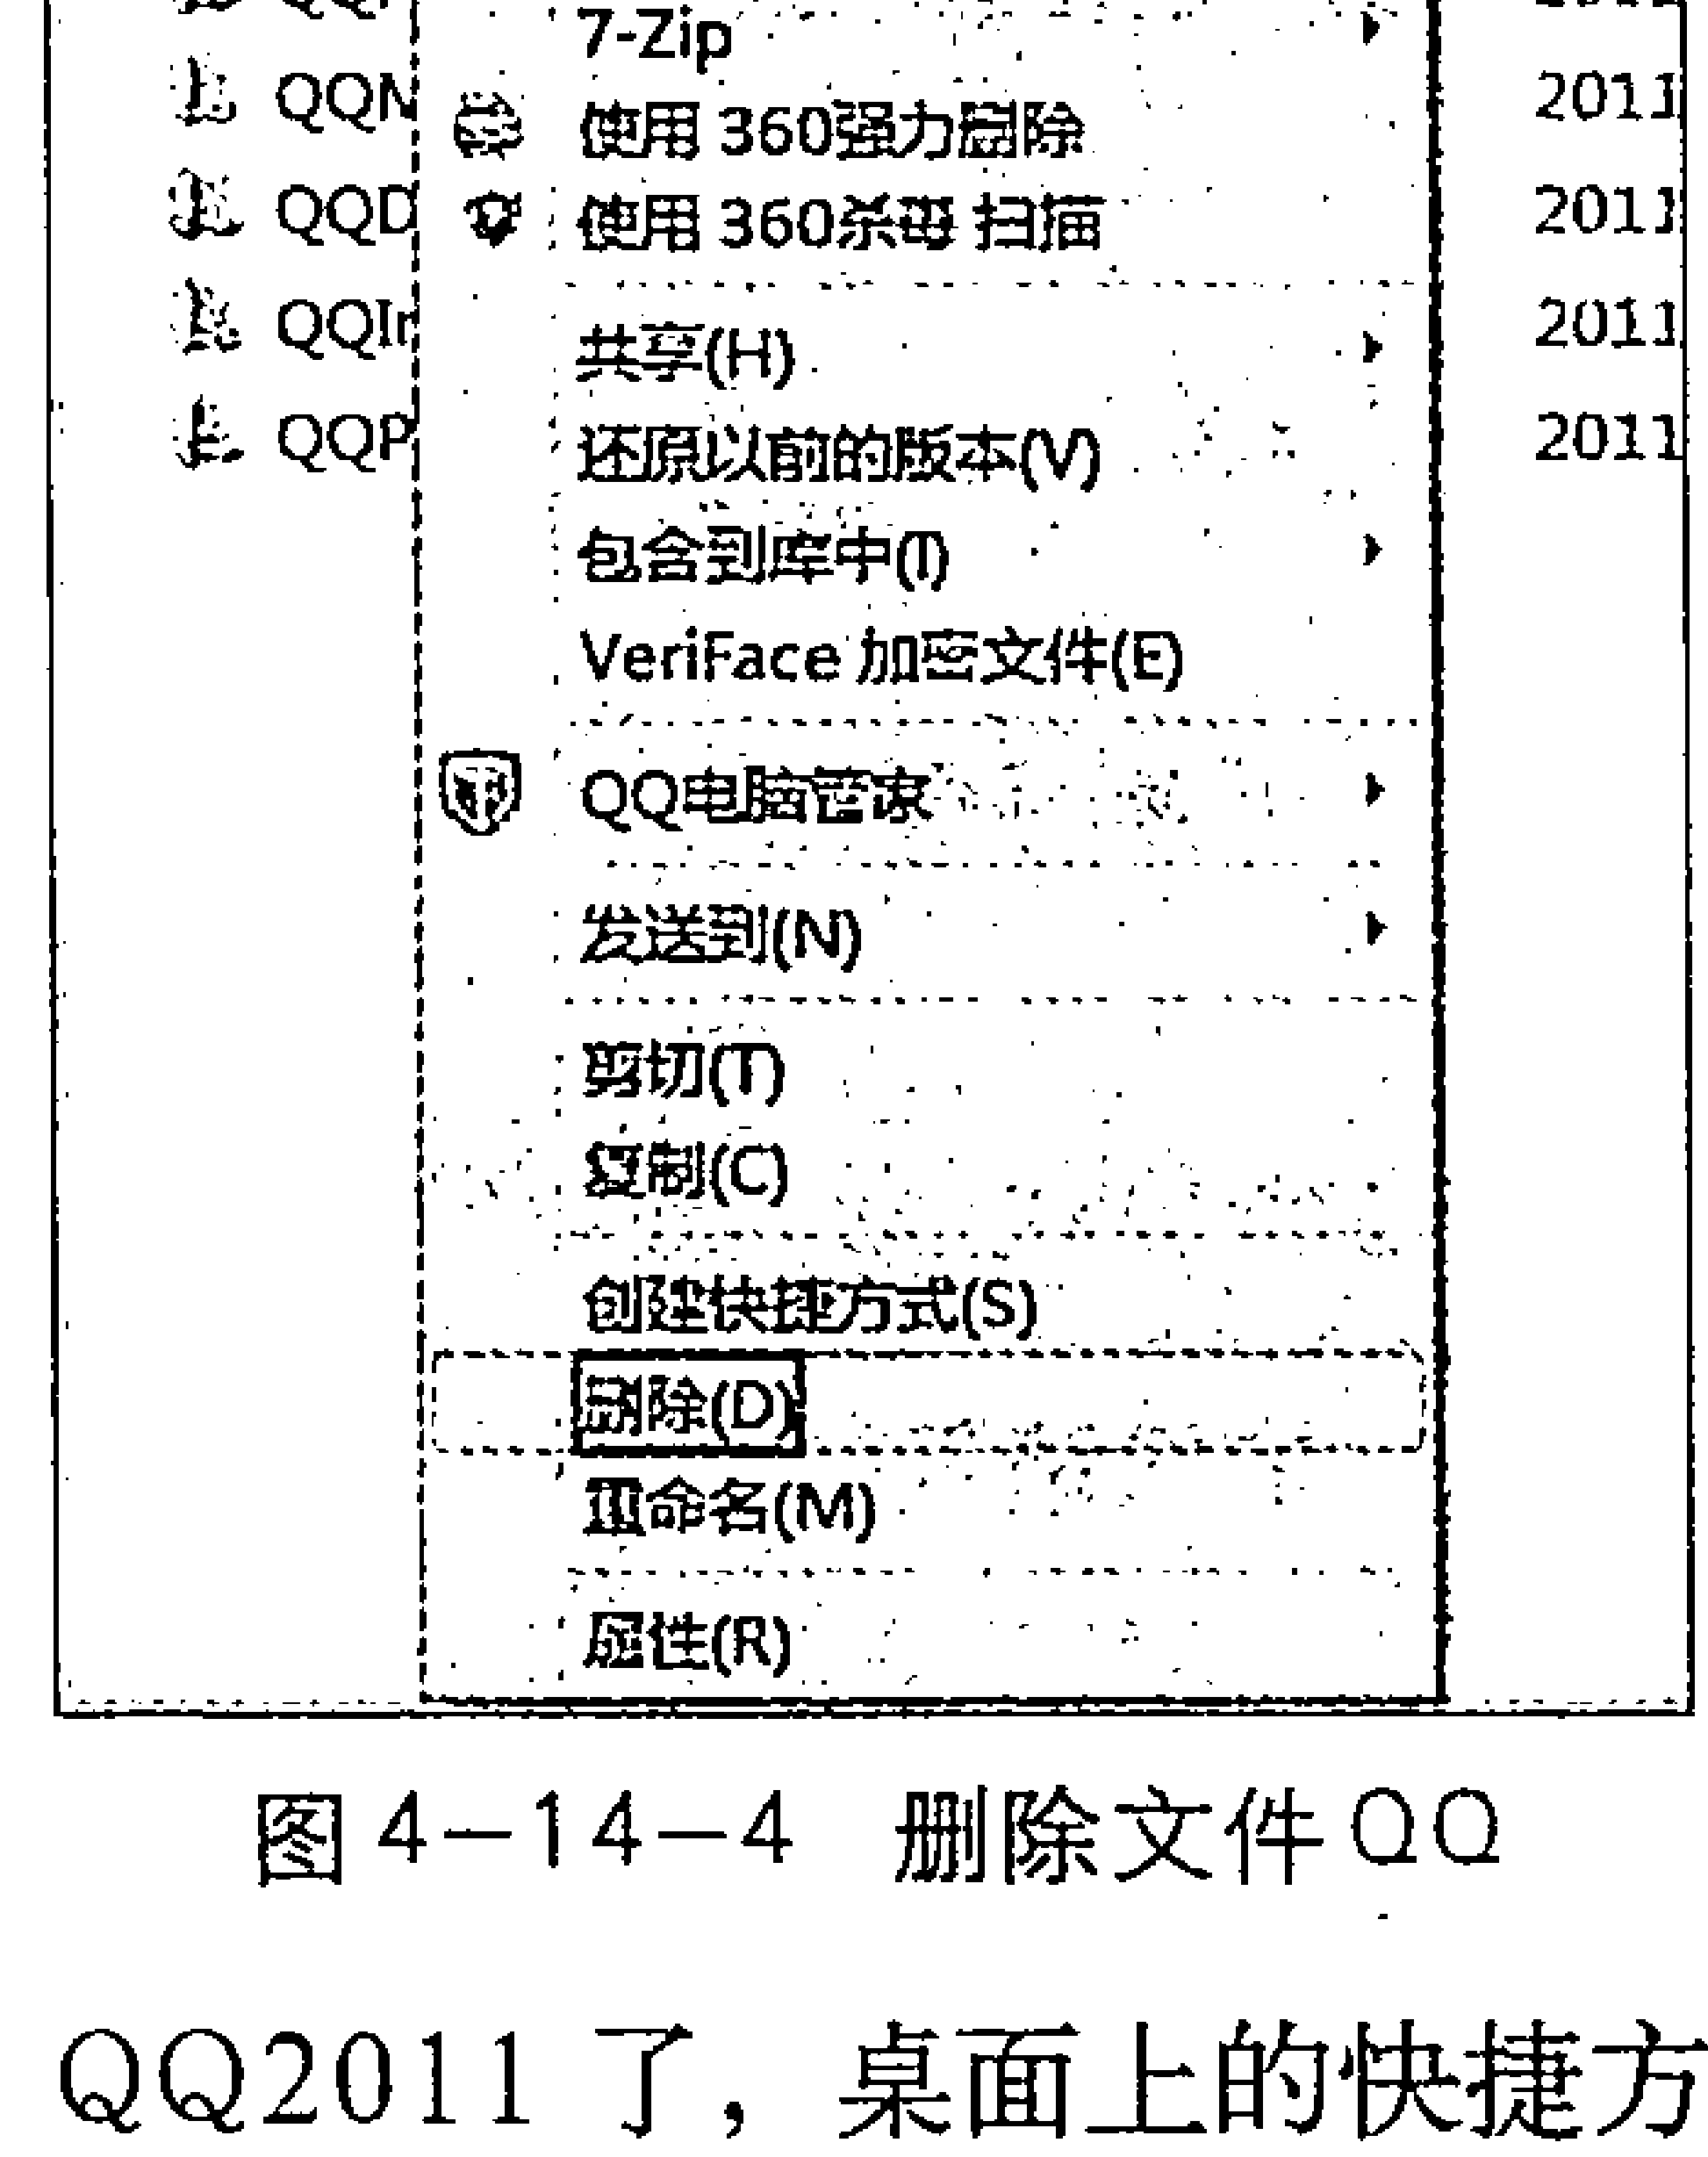 7-Zip
QQN 使用 360强力删除 2011
QQD 使用 360杀毒 扫描 2011
QQIn 共享(H) 2011
QQP 还原以前的版本(V) 2011
包含到库中(I)
VeriFace 加密文件(E)
QQ电脑管家
发送到(N)
剪切(T)
复制(C)
创建快捷方式(S)
删除(D)
重命名(M)
属性(R)
图 4-14-4 删除文件QQ
QQ2011 了，桌面上的快捷方